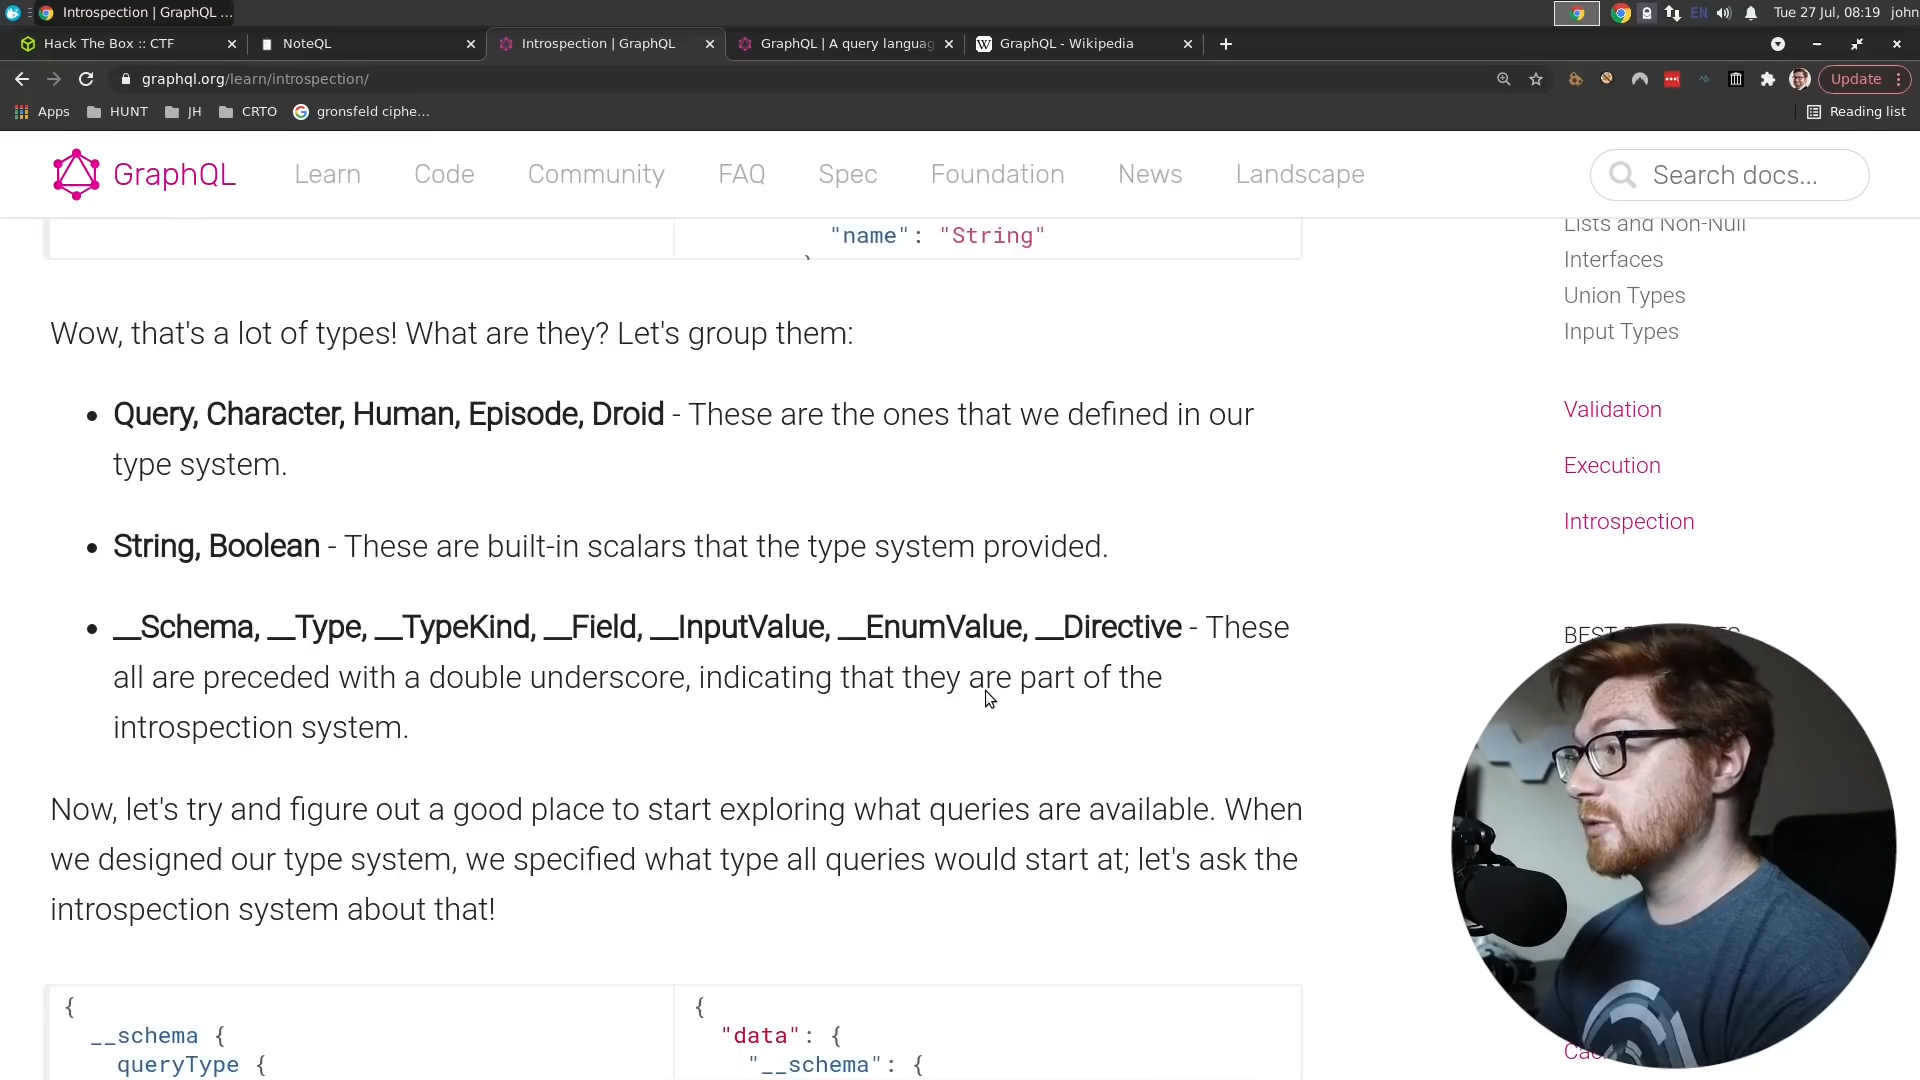 Introspection | GraphQL ...
EN
Tue 27 Jul, 08:19 john
Hack The Box :: CTF
NoteQL
Introspection | GraphQL
GraphQL | A query languag
W GraphQL - Wikipedia
graphql.org/learn/introspection/
Update
Apps
HUNT
JH
CRTO
gronsfeld ciphe...
Reading list
GraphQL
Learn
Code
Community
FAQ
Spec
Foundation
News
Landscape
Search docs...
"name": "String"
}
Wow, that's a lot of types! What are they? Let's group them:
• Query, Character, Human, Episode, Droid - These are the ones that we defined in our
type system.
• String, Boolean - These are built-in scalars that the type system provided.
• __Schema, __Type, __TypeKind, __Field, __InputValue, __EnumValue, __Directive - These
all are preceded with a double underscore, indicating that they are part of the
introspection system.
Now, let's try and figure out a good place to start exploring what queries are available. When
we designed our type system, we specified what type all queries would start at; let's ask the
introspection system about that!
{
__schema {
queryType {
{
"data": {
"__schema": {
Lists and Non-Null
Interfaces
Union Types
Input Types
Validation
Execution
Introspection